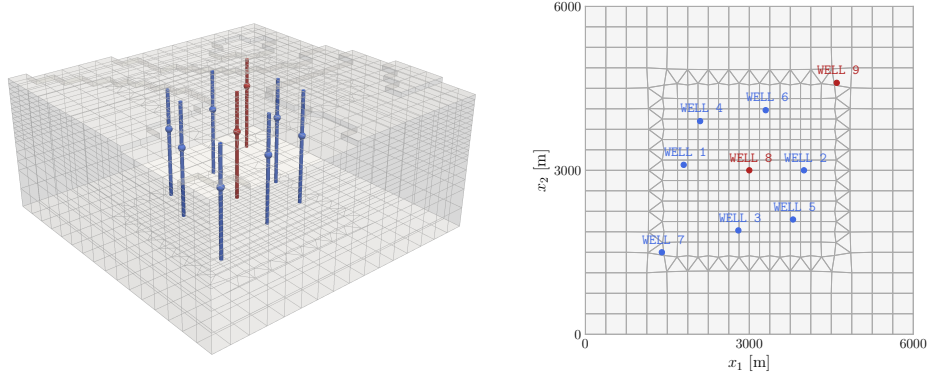 6000
WELL 9
WELL 6
WELL 4
WELL 1
WELL 8
WELL 2
3000
x₂ [m]
WELL 5
WELL 3
WELL 7
0
0
3000
6000
x₁ [m]